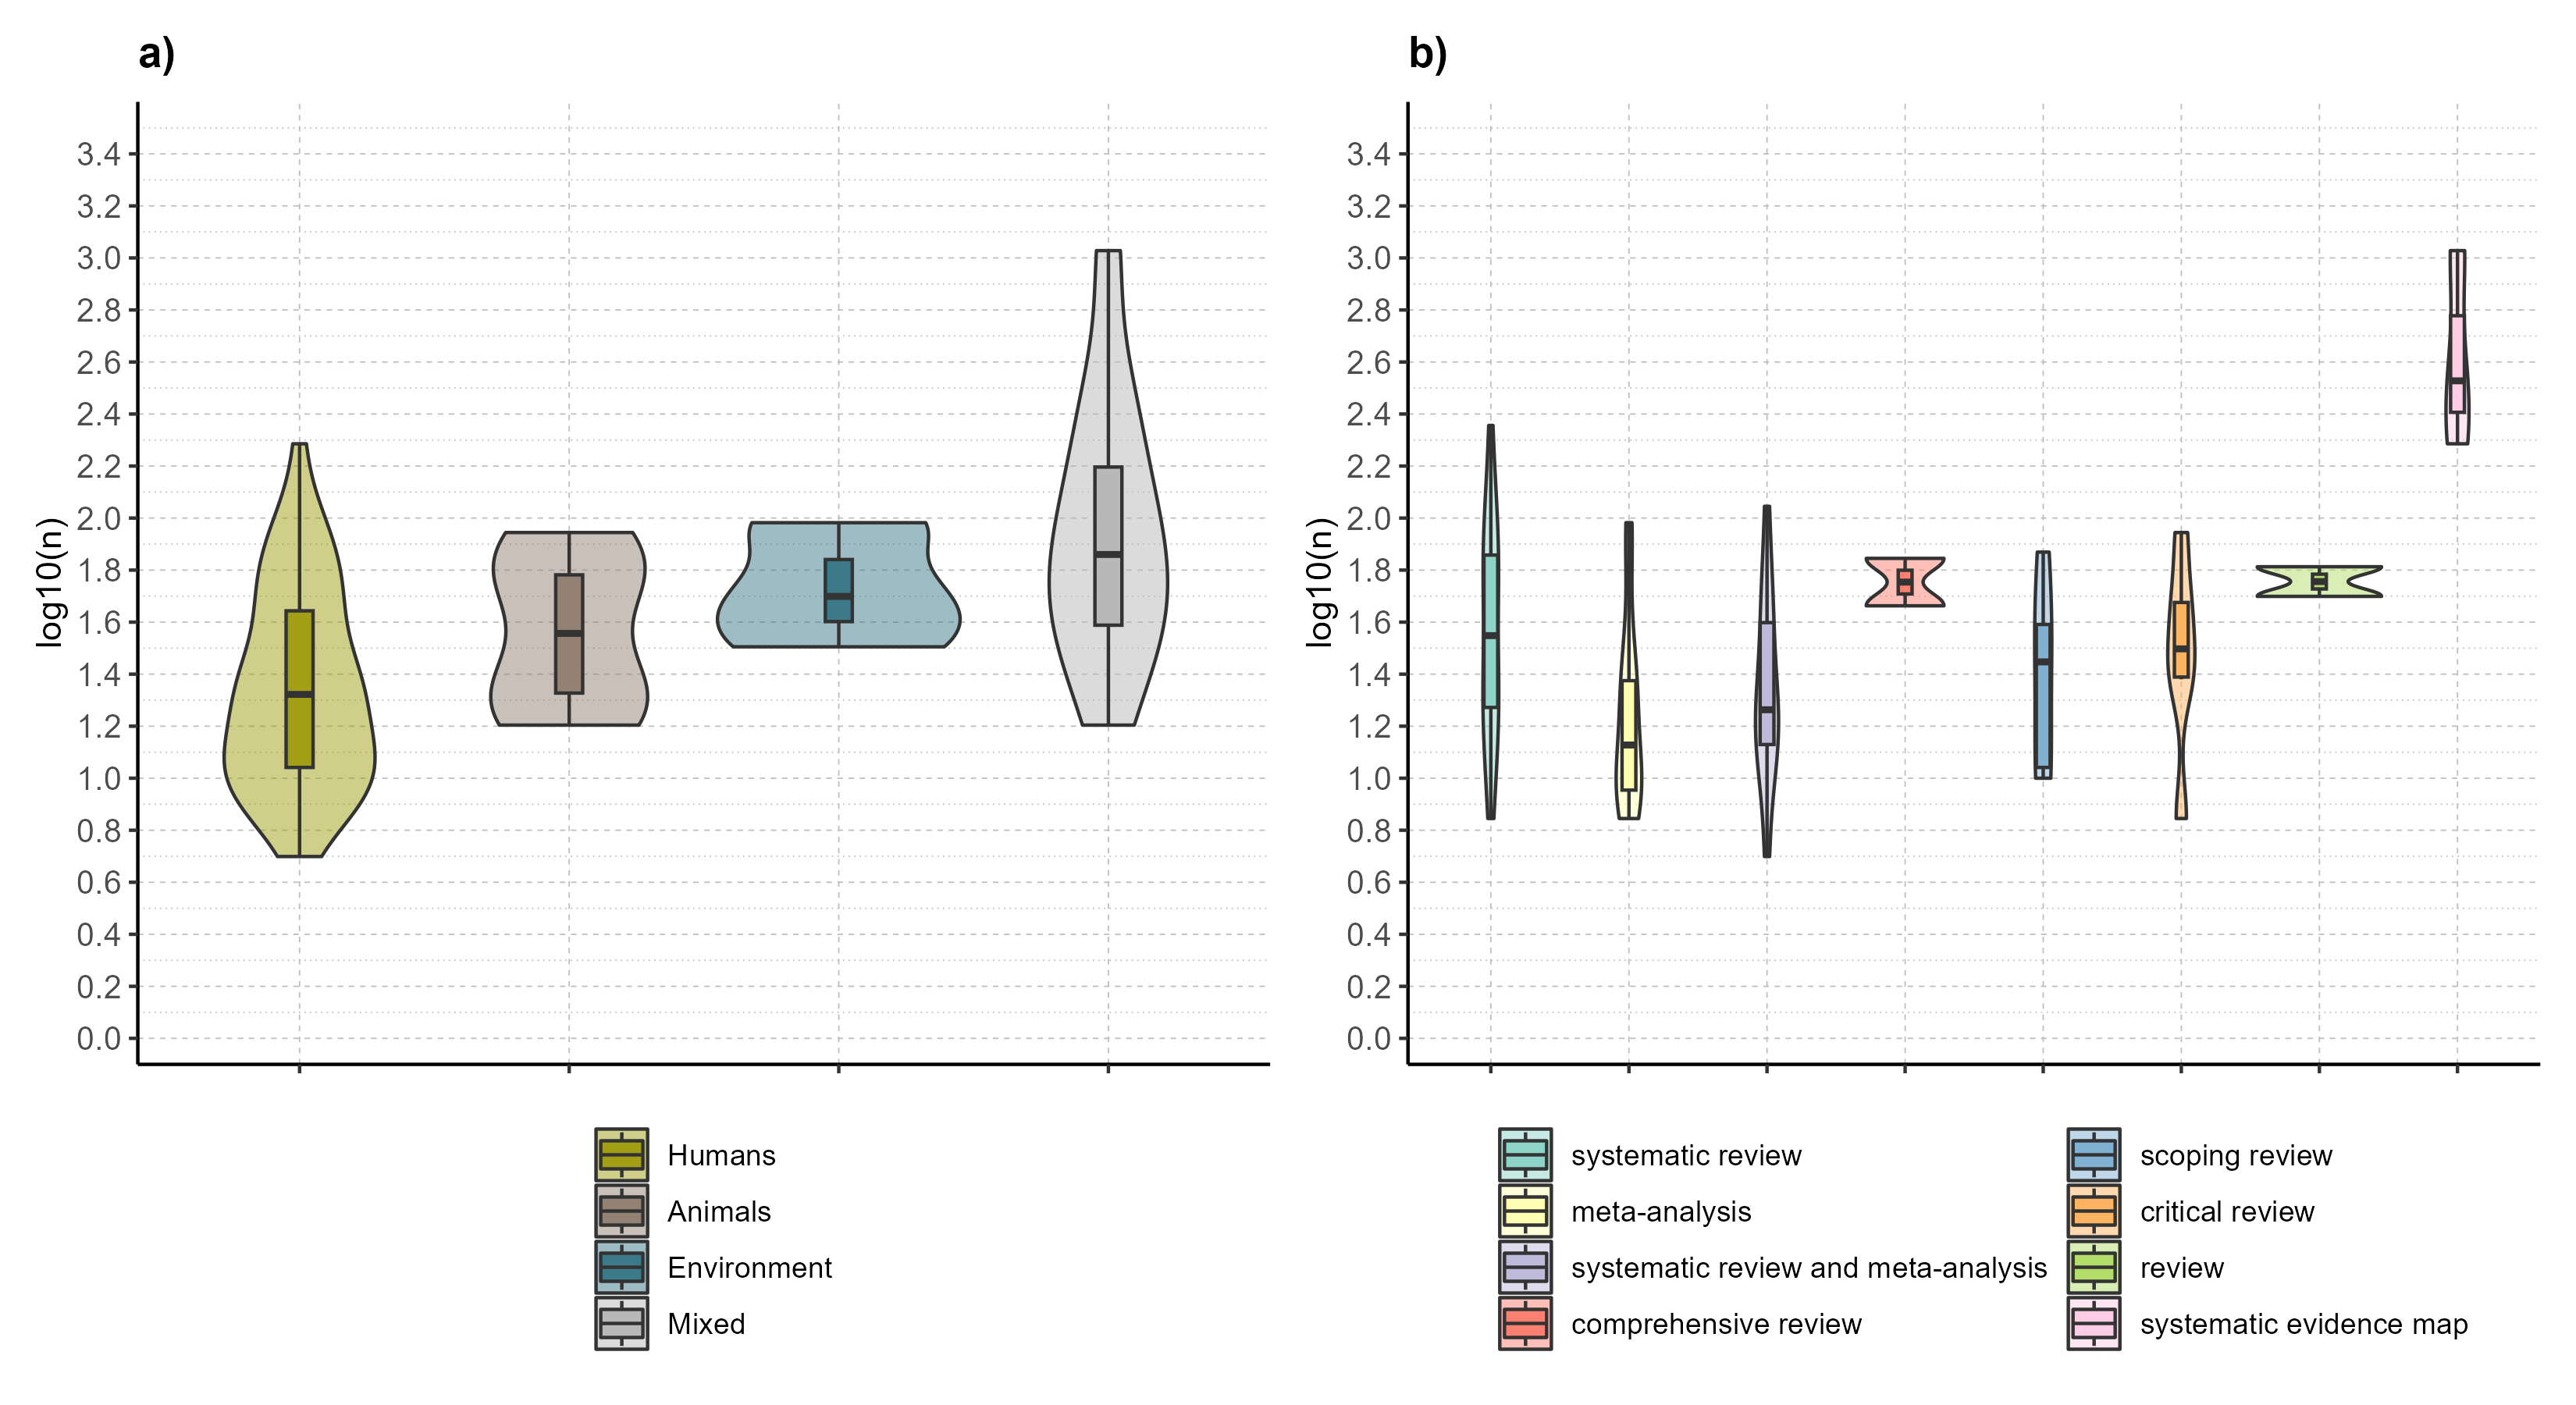 a)
log10(n)
3.4
3.2
3.0
2.8
2.6
2.4
2.2
2.0
1.8
1.6
1.4
1.2
1.0
0.8
0.6
0.4
0.2
0.0
Humans
Animals
Environment
Mixed
b)
log10(n)
3.4
3.2
3.0
2.8
2.6
2.4
2.2
2.0
1.8
1.6
1.4
1.2
1.0
0.8
0.6
0.4
0.2
0.0
systematic review
meta-analysis
systematic review and meta-analysis
comprehensive review
scoping review
critical review
review
systematic evidence map